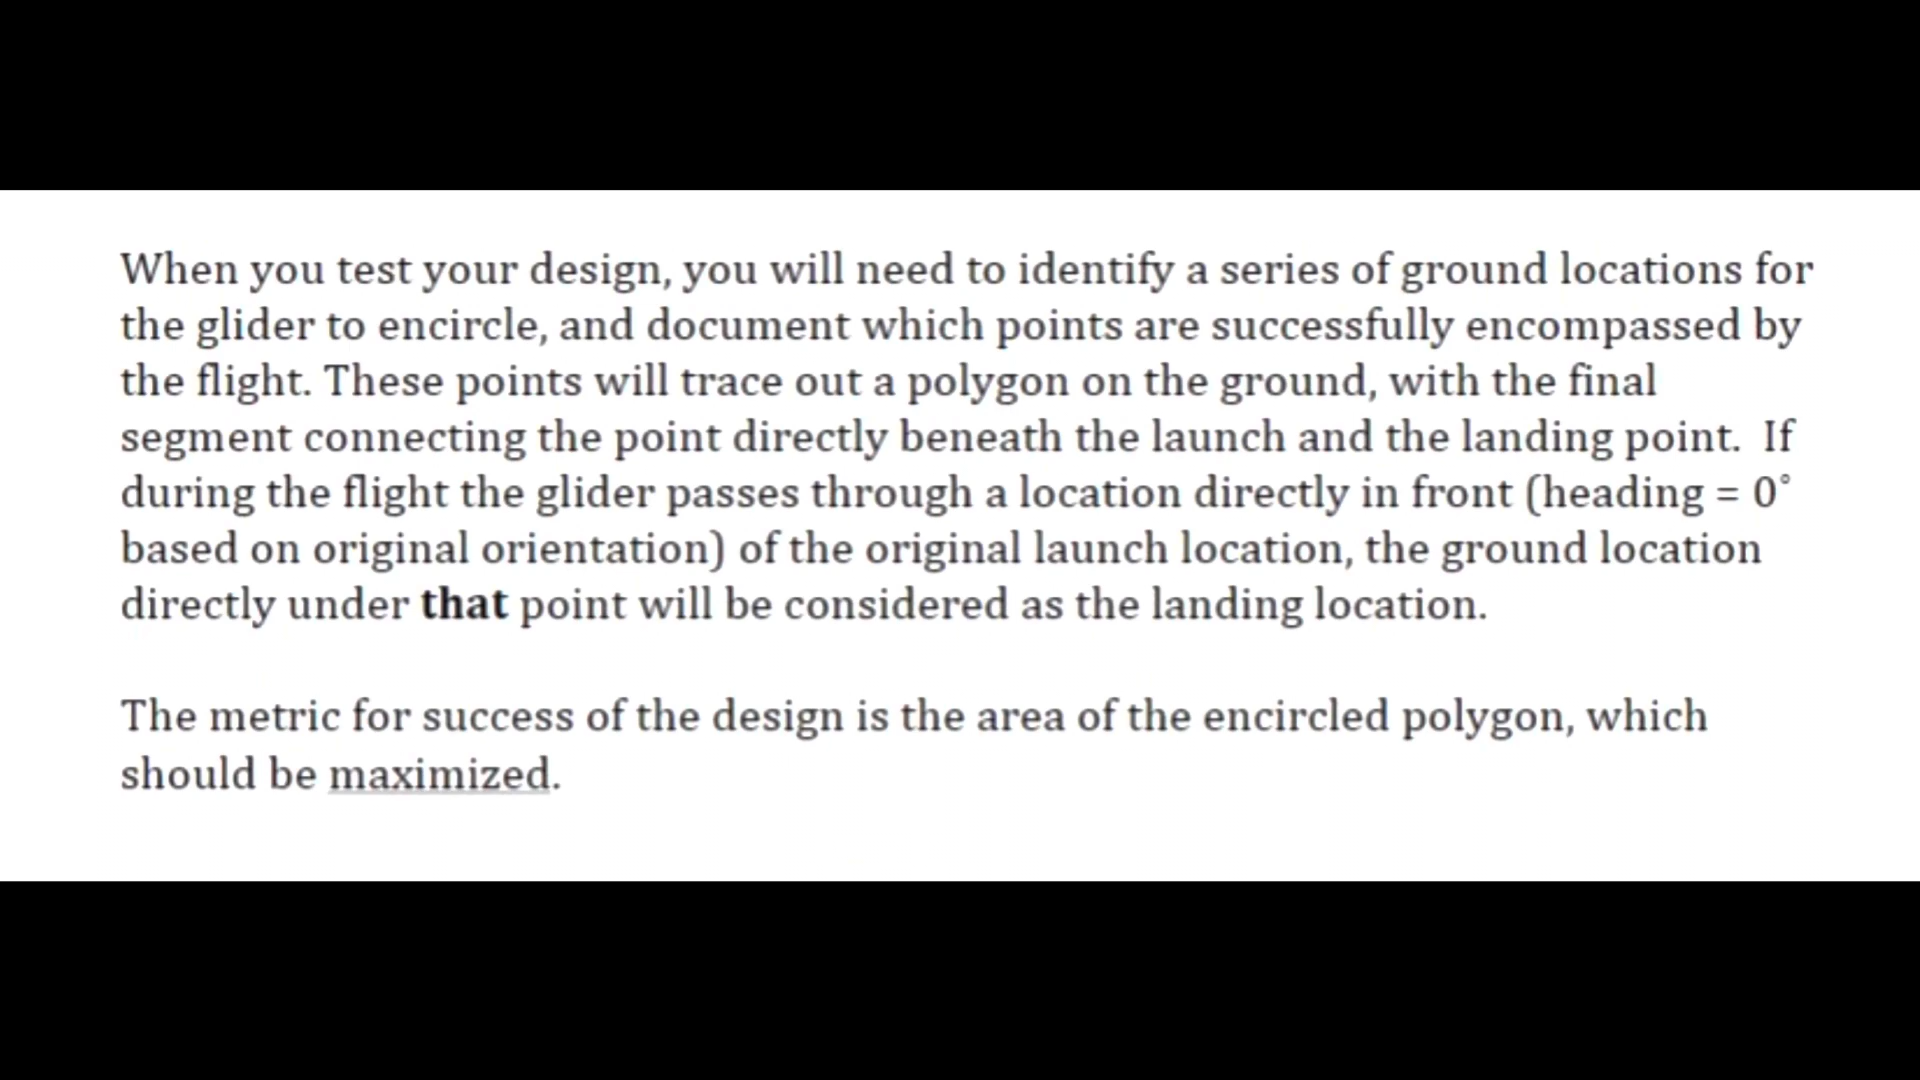 When you test your design, you will need to identify a series of ground locations for
the glider to encircle, and document which points are successfully encompassed by
the flight. These points will trace out a polygon on the ground, with the final
segment connecting the point directly beneath the launch and the landing point.  If
during the flight the glider passes through a location directly in front (heading = 0˚
based on original orientation) of the original launch location, the ground location
directly under that point will be considered as the landing location.
The metric for success of the design is the area of the encircled polygon, which
should be maximized.